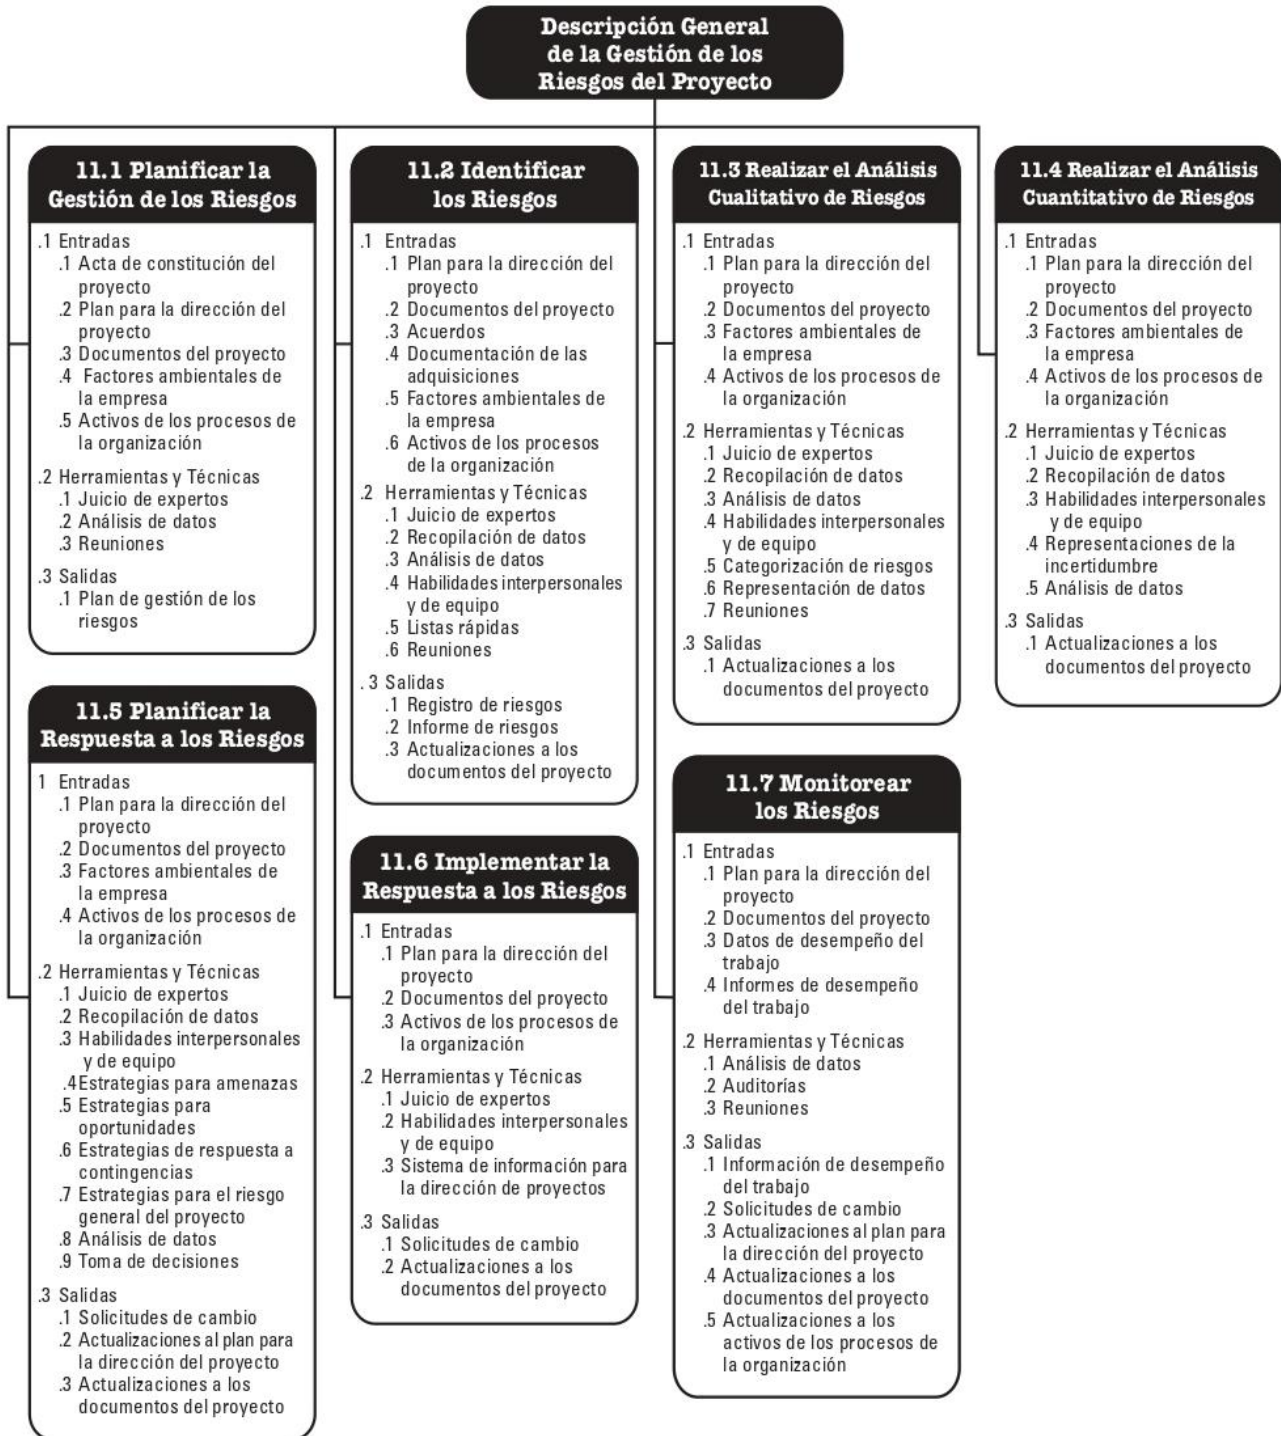 Descripción General
de la Gestión de los
Riesgos del Proyecto
11.1 Planificar la
Gestión de los Riesgos
.1 Entradas
.1 Acta de constitución del
proyecto
.2 Plan para la dirección del
proyecto
.3 Documentos del proyecto
.4 Factores ambientales de
la empresa
.5 Activos de los procesos de
la organización
.2 Herramientas y Técnicas
.1 Juicio de expertos
.2 Análisis de datos
.3 Reuniones
.3 Salidas
.1 Plan de gestión de los
riesgos
11.2 Identificar
los Riesgos
.1 Entradas
.1 Plan para la dirección del
proyecto
.2 Documentos del proyecto
.3 Acuerdos
.4 Documentación de las
adquisiciones
.5 Factores ambientales de
la empresa
.6 Activos de los procesos
de la organización
.2 Herramientas y Técnicas
.1 Juicio de expertos
.2 Recopilación de datos
.3 Análisis de datos
.4 Habilidades interpersonales
y de equipo
.5 Listas rápidas
.6 Reuniones
. 3 Salidas
.1 Registro de riesgos
.2 Informe de riesgos
.3 Actualizaciones a los
documentos del proyecto
11.3 Realizar el Análisis
Cualitativo de Riesgos
.1 Entradas
.1 Plan para la dirección del
proyecto
.2 Documentos del proyecto
.3 Factores ambientales de
la empresa
.4 Activos de los procesos de
la organización
.2 Herramientas y Técnicas
.1 Juicio de expertos
.2 Recopilación de datos
.3 Análisis de datos
.4 Habilidades interpersonales
y de equipo
.5 Categorización de riesgos
.6 Representación de datos
.7 Reuniones
.3 Salidas
.1 Actualizaciones a los
documentos del proyecto
11.4 Realizar el Análisis
Cuantitativo de Riesgos
.1 Entradas
.1 Plan para la dirección del
proyecto
.2 Documentos del proyecto
.3 Factores ambientales de
la empresa
.4 Activos de los procesos de
la organización
.2 Herramientas y Técnicas
.1 Juicio de expertos
.2 Recopilación de datos
.3 Habilidades interpersonales
y de equipo
.4 Representaciones de la
incertidumbre
.5 Análisis de datos
.3 Salidas
.1 Actualizaciones a los
documentos del proyecto
11.5 Planificar la
Respuesta a los Riesgos
1 Entradas
.1 Plan para la dirección del
proyecto
.2 Documentos del proyecto
.3 Factores ambientales de
la empresa
.4 Activos de los procesos de
la organización
.2 Herramientas y Técnicas
.1 Juicio de expertos
.2 Recopilación de datos
.3 Habilidades interpersonales
y de equipo
.4 Estrategias para amenazas
.5 Estrategias para
oportunidades
.6 Estrategias de respuesta a
contingencias
.7 Estrategias para el riesgo
general del proyecto
.8 Análisis de datos
.9 Toma de decisiones
.3 Salidas
.1 Solicitudes de cambio
.2 Actualizaciones al plan para
la dirección del proyecto
.3 Actualizaciones a los
documentos del proyecto
11.6 Implementar la
Respuesta a los Riesgos
.1 Entradas
.1 Plan para la dirección del
proyecto
.2 Documentos del proyecto
.3 Activos de los procesos de
la organización
.2 Herramientas y Técnicas
.1 Juicio de expertos
.2 Habilidades interpersonales
y de equipo
.3 Sistema de información para
la dirección de proyectos
.3 Salidas
.1 Solicitudes de cambio
.2 Actualizaciones a los
documentos del proyecto
11.7 Monitorear
los Riesgos
.1 Entradas
.1 Plan para la dirección del
proyecto
.2 Documentos del proyecto
.3 Datos de desempeño del
trabajo
.4 Informes de desempeño
del trabajo
.2 Herramientas y Técnicas
.1 Análisis de datos
.2 Auditorías
.3 Reuniones
.3 Salidas
.1 Información de desempeño
del trabajo
.2 Solicitudes de cambio
.3 Actualizaciones al plan para
la dirección del proyecto
.4 Actualizaciones a los
documentos del proyecto
.5 Actualizaciones a los
activos de los procesos de
la organización